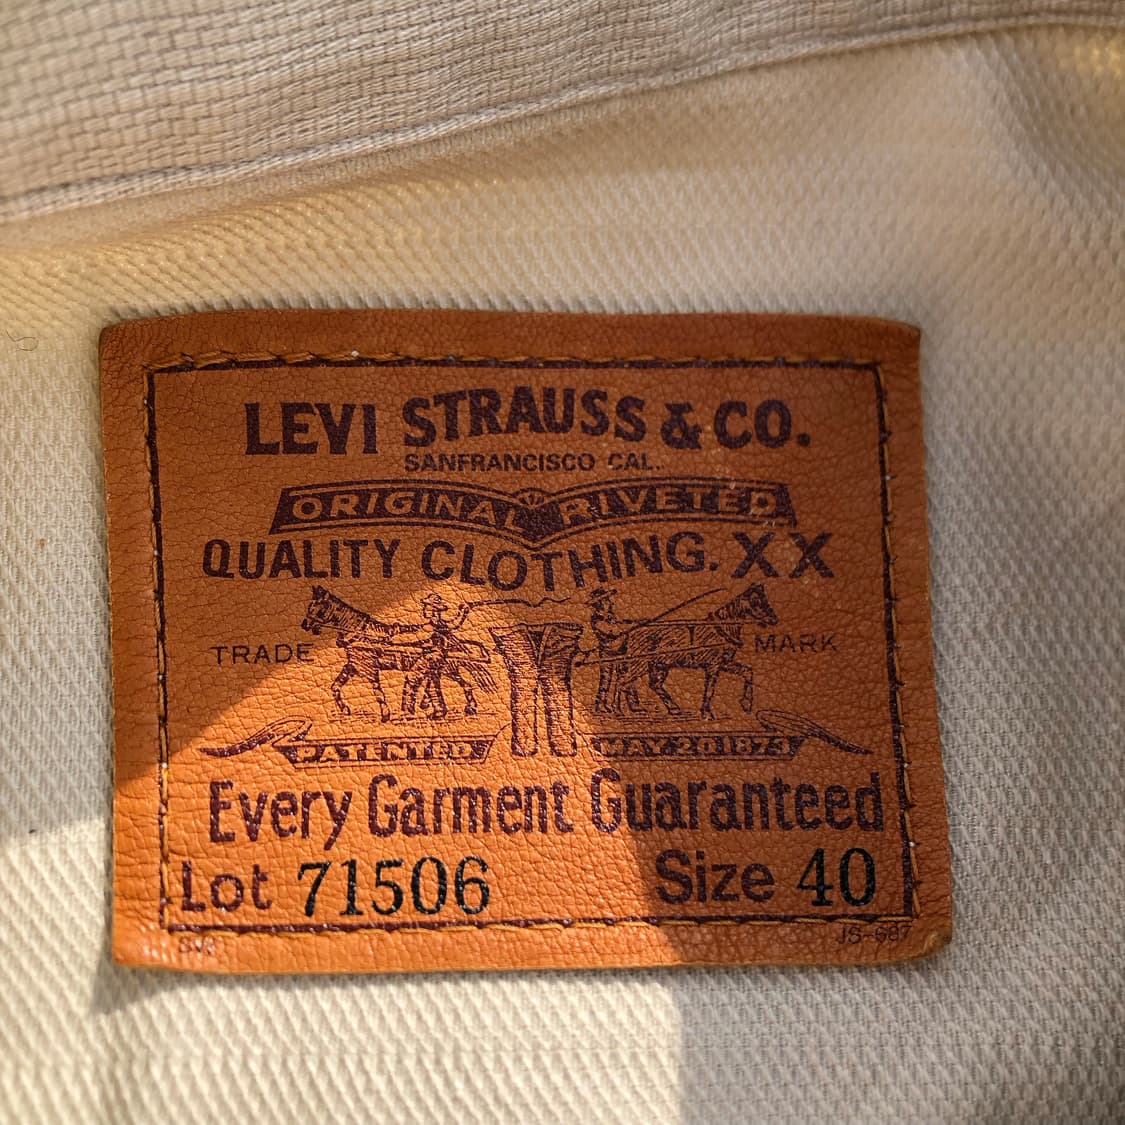 LEVI STRAUSS & CO.
SANFRANCISCO CAL.
ORIGINAL RIVETED
QUALITY CLOTHING. XX
TRADE MARK
PATENTED MAY 20 1873
Every Garment Guaranteed
Lot 71506 Size 40